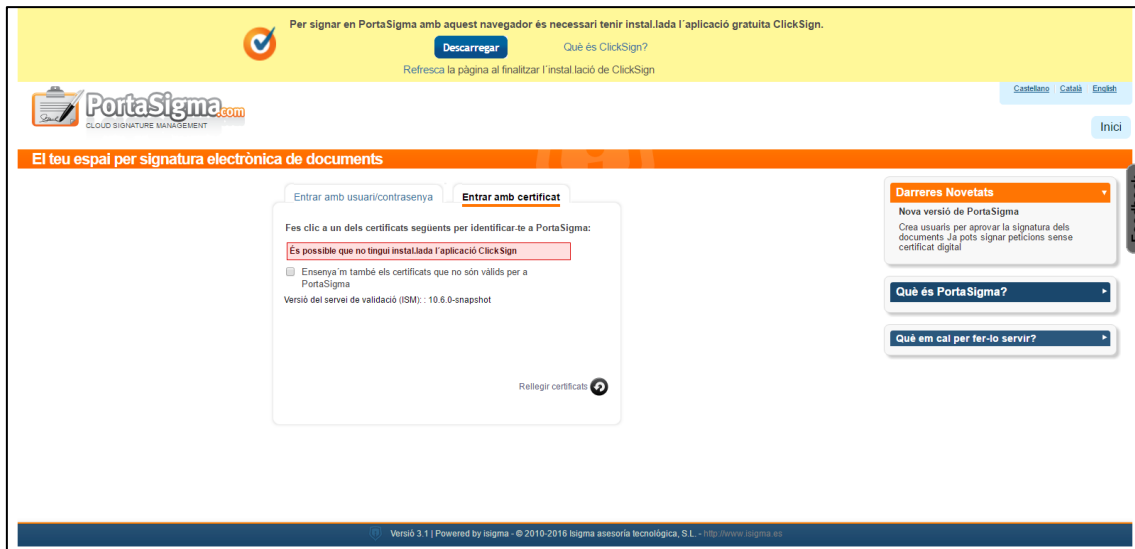 Per signar en PortaSigma amb aquest navegador és necessari tenir instal.lada l´aplicació gratuita ClickSign.
Descarregar Què és ClickSign?
Refresca la pàgina al finalitzar l´instal.lació de ClickSign
Castellano Català English
PortaSigma.com
CLOUD SIGNATURE MANAGEMENT
Inici
El teu espai per signatura electrònica de documents
Entrar amb usuari/contrasenya Entrar amb certificat
Fes clic a un dels certificats següents per identificar-te a PortaSigma:
És possible que no tingui instal.lada l´aplicació ClickSign
Ensenya´m també els certificats que no són vàlids per a
PortaSigma
Versió del servei de validació (ISM): : 10.6.0-snapshot
Rellegir certificats
Darreres Novetats
Nova versió de PortaSigma
Crea usuaris per aprovar la signatura dels
documents Ja pots signar peticions sense
certificat digital
Què és PortaSigma?
Què em cal per fer-lo servir?
Versió 3.1 | Powered by isigma - © 2010-2016 Isigma asesoría tecnológica, S.L. - http://www.isigma.es